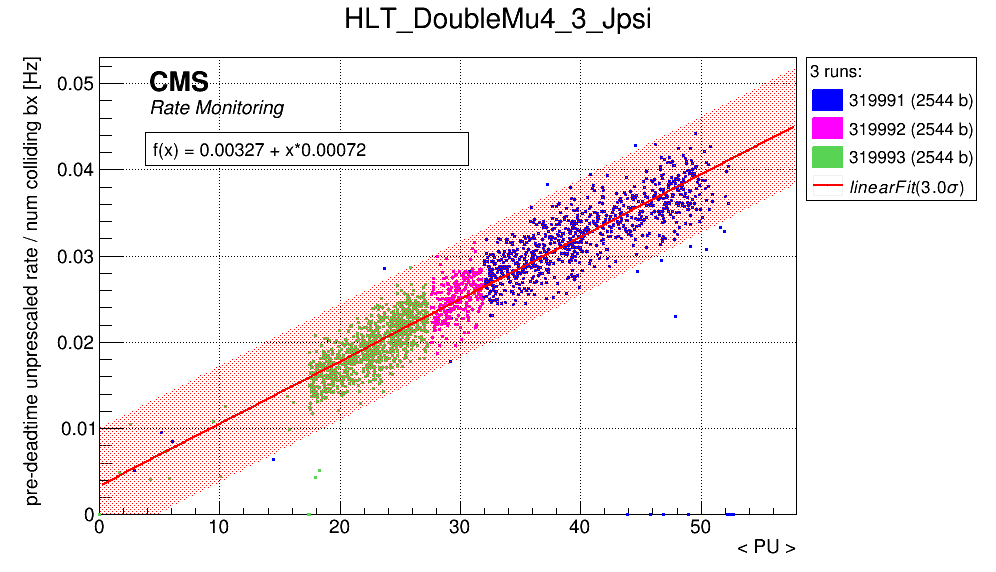 HLT_DoubleMu4_3_Jpsi
pre-deadtime unprescaled rate / num colliding bx [Hz]
CMS
Rate Monitoring
f(x) = 0.00327 + x*0.00072
0.05
0.04
0.03
0.02
0.01
0
0 10 20 30 40 50
< PU >
3 runs:
319991 (2544 b)
319992 (2544 b)
319993 (2544 b)
linearFit(3.0σ)